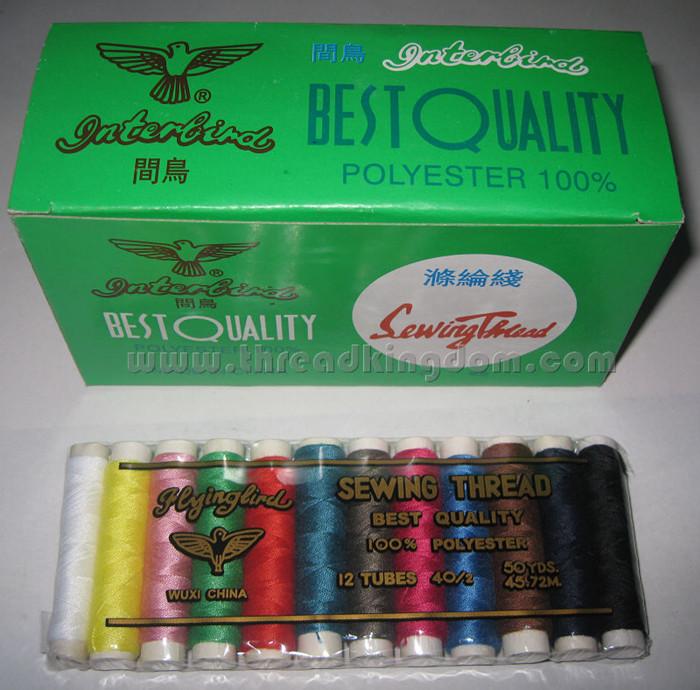 間鳥 Interbird
®
Interbird
間鳥
BEST QUALITY
POLYESTER 100%
®
Interbird
間鳥
BEST QUALITY
POLYESTER 100%
滌綸綫
Sewing Thread
www.threadkingdom.com
Flyingbird
WUXI CHINA
SEWING THREAD
BEST QUALITY
100% POLYESTER
12 TUBES 40/2 50 YDS.
45.72M.